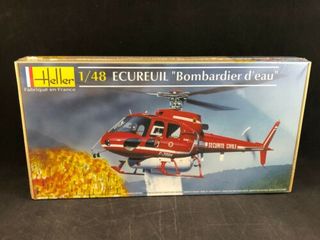 Heller
Fabriqué en France
1/48 ECUREUIL "Bombardier d'eau"
SECURITE CIVILE